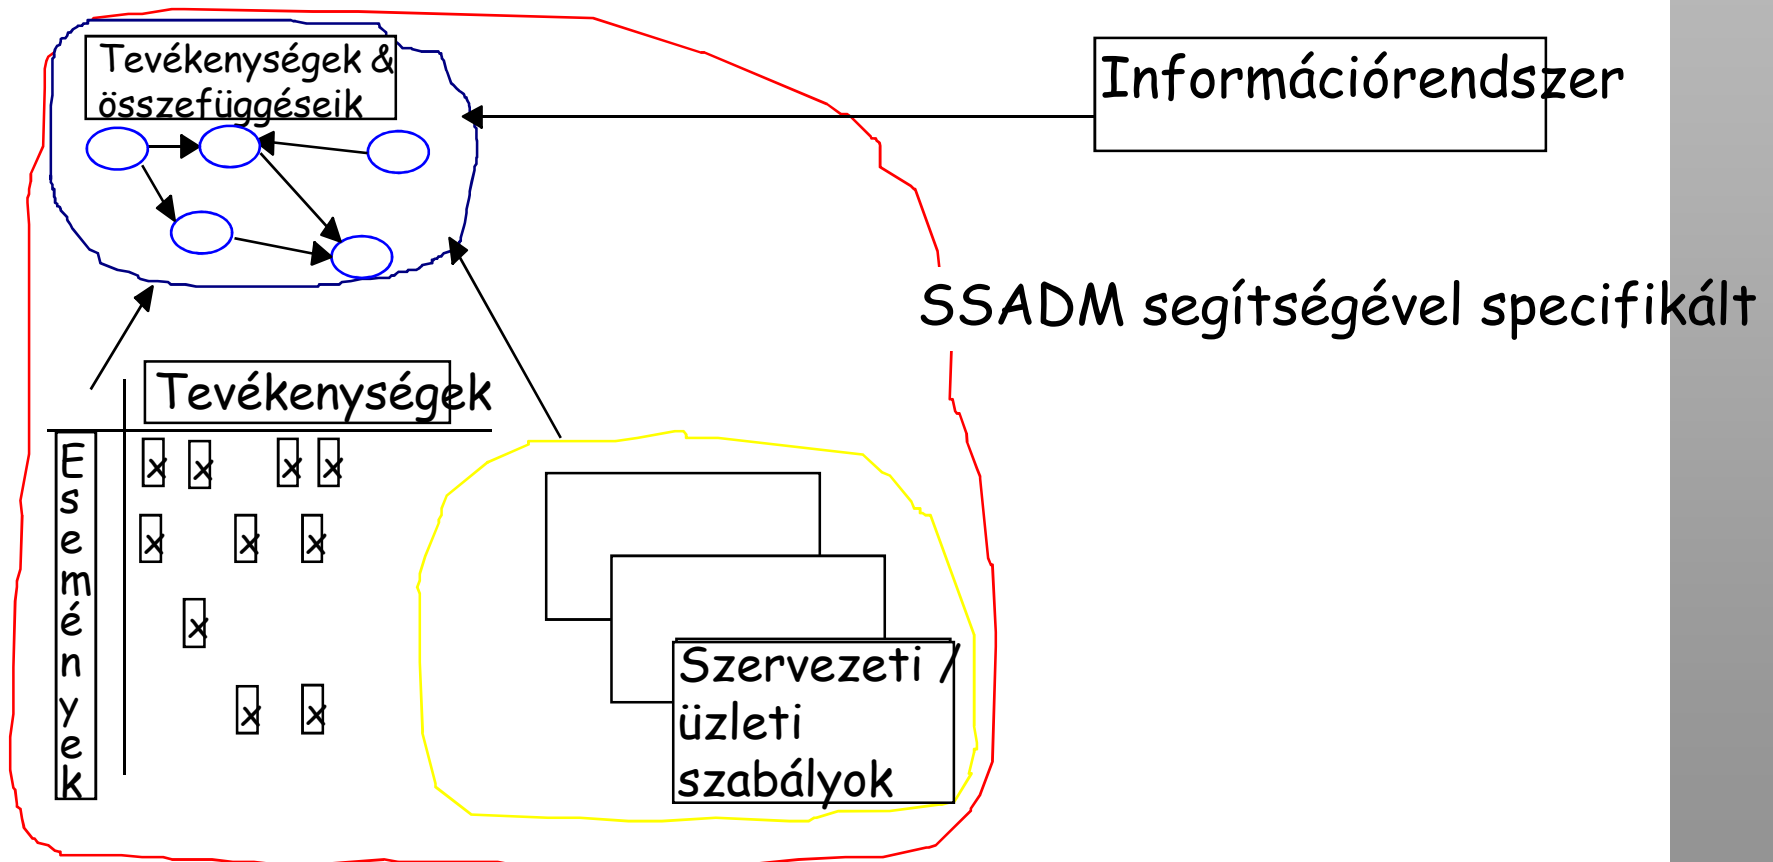 Tevékenységek &
összefüggéseik
Információrendszer
SSADM segítségével specifikált
Tevékenységek
Események
x x x x
x x x
x
x x
Szervezeti /
üzleti
szabályok